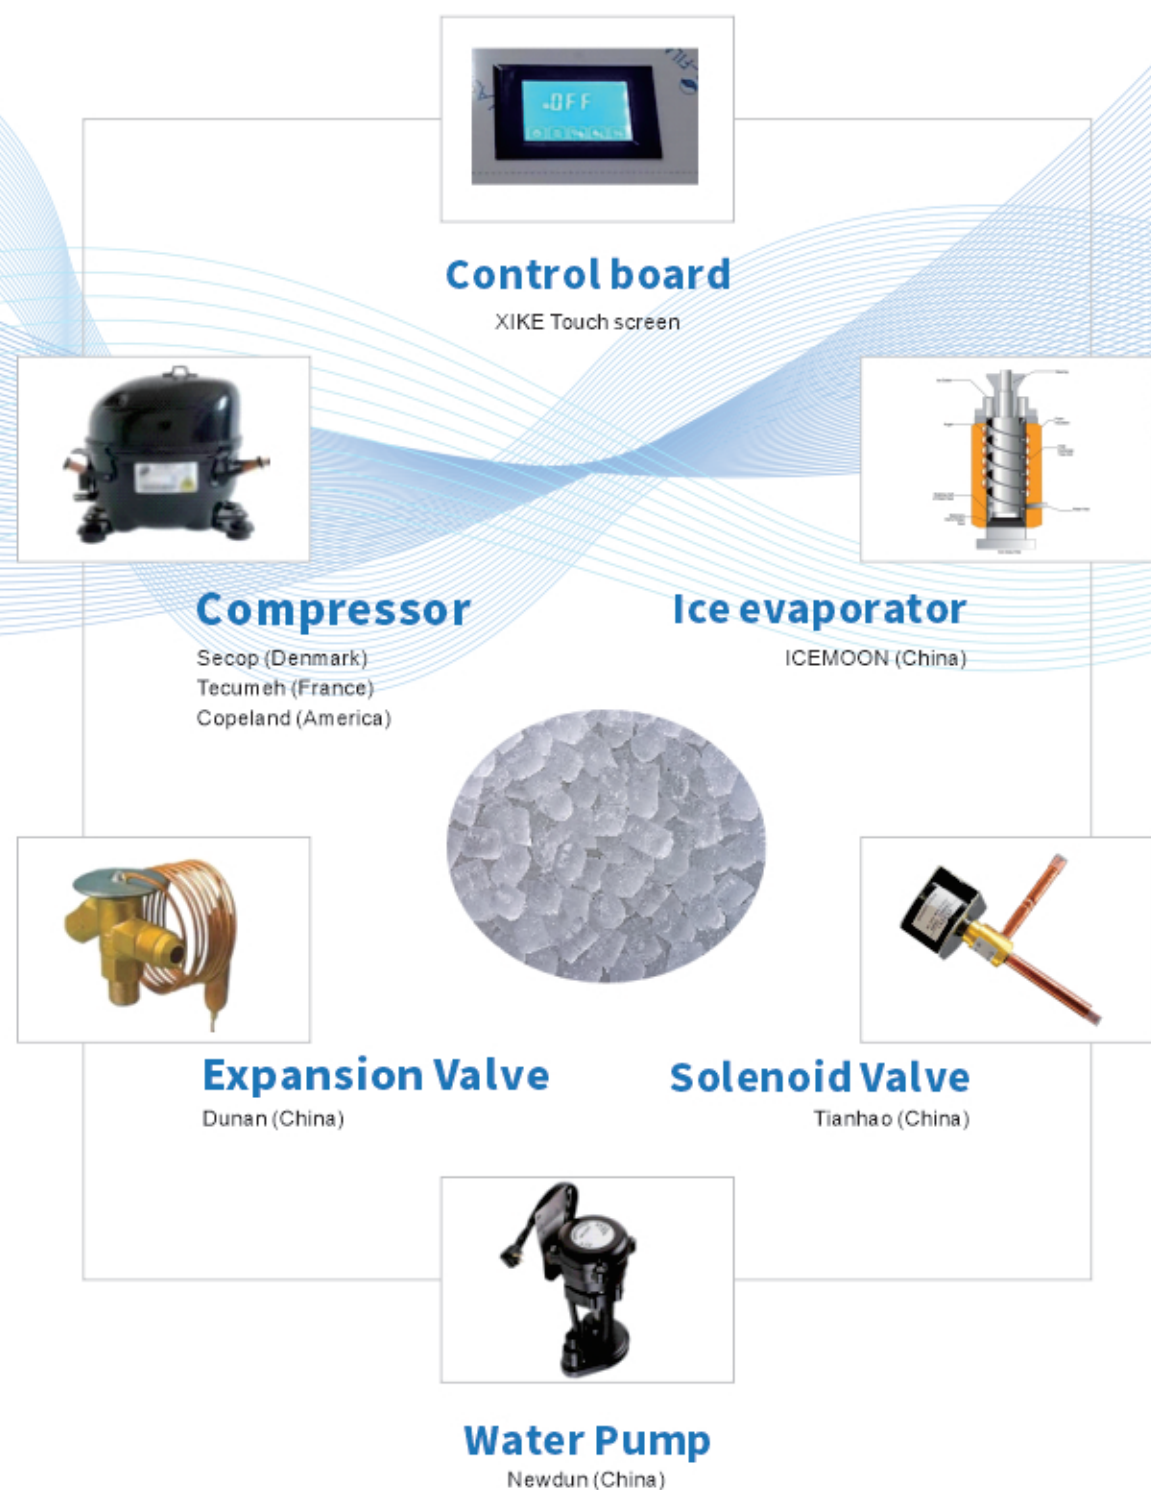 OFF
Control board
XIKE Touch screen
Compressor
Secop (Denmark)
Tecumeh (France)
Copeland (America)
Ice evaporator
ICEMOON (China)
Expansion Valve
Dunan (China)
Solenoid Valve
Tianhao (China)
Water Pump
Newdun (China)